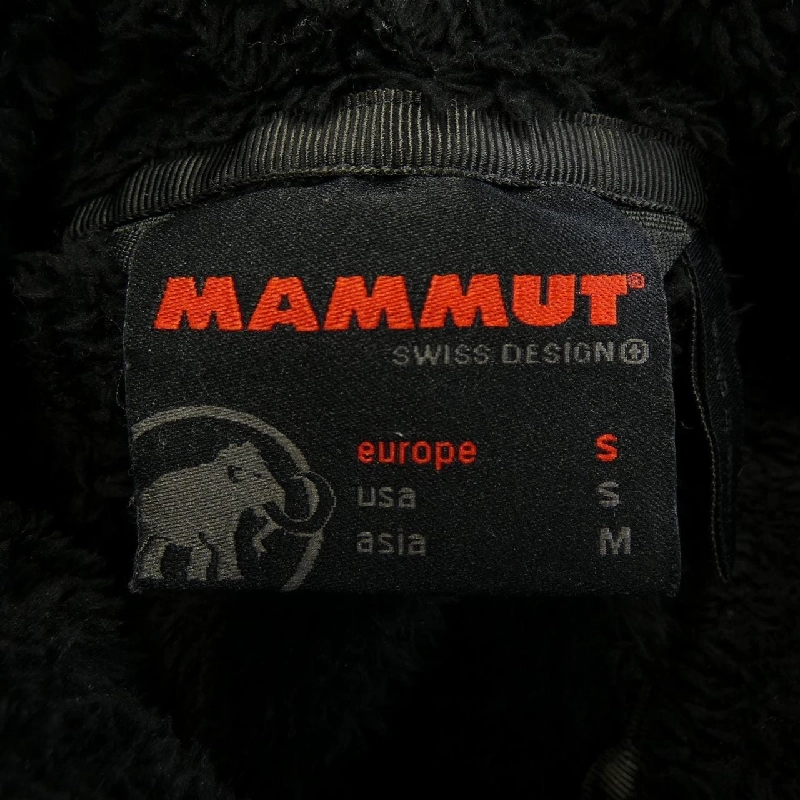 MAMMUT®
SWISS DESIGN
europe S
usa S
asia M